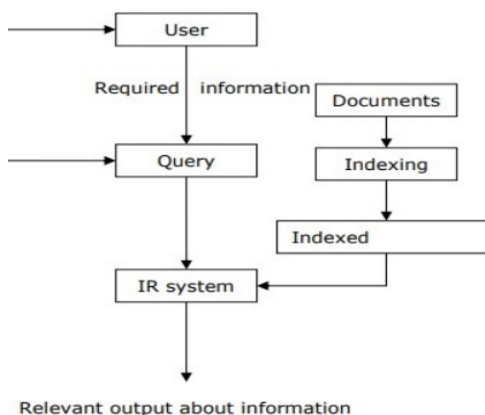 User
Required information
Documents
Query
Indexing
Indexed
IR system
Relevant output about information